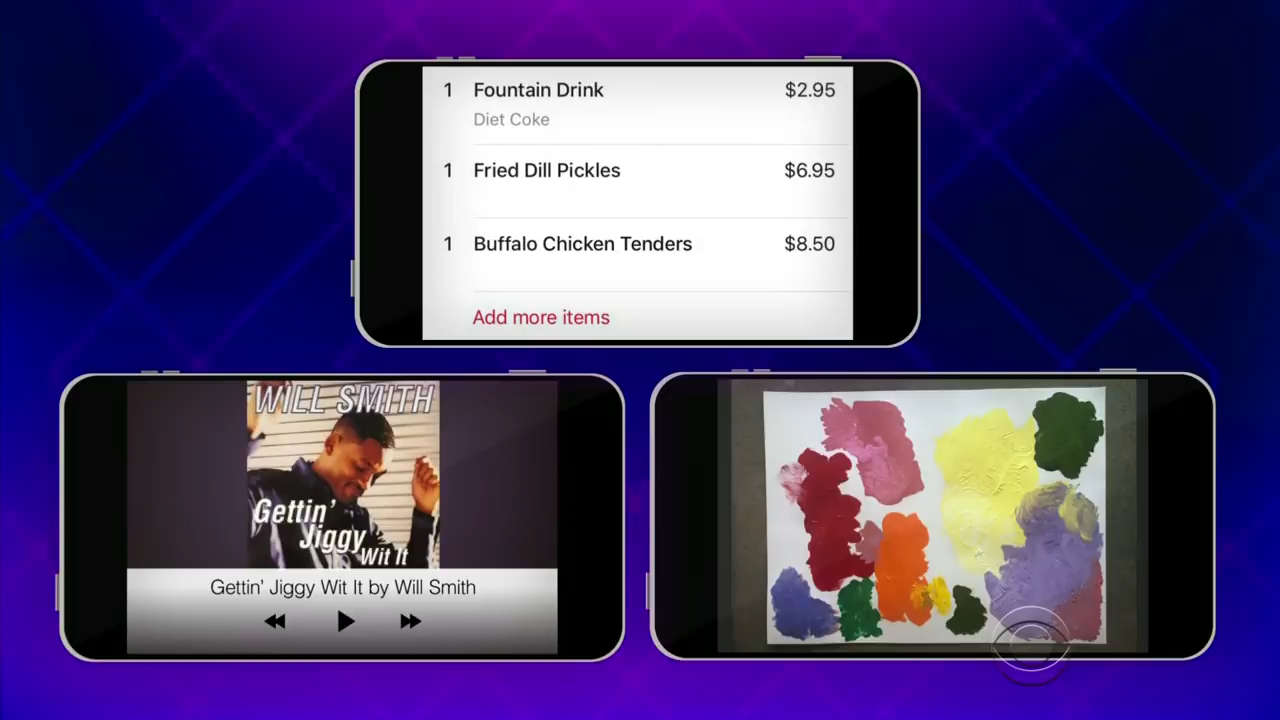 1 Fountain Drink $2.95
Diet Coke
1 Fried Dill Pickles $6.95
1 Buffalo Chicken Tenders $8.50
Add more items
WILL SMITH
Gettin'
Jiggy
Wit It
Gettin' Jiggy Wit It by Will Smith